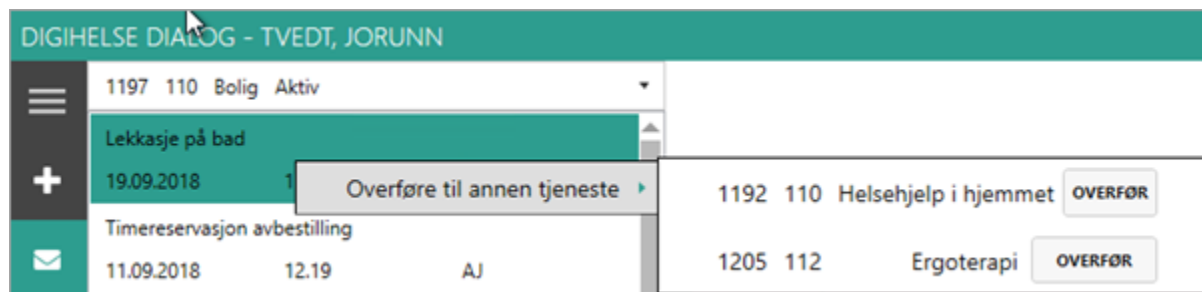 DIGIHELSE DIALOG - TVEDT, JORUNN
1197 110 Bolig Aktiv
Lekkasje på bad
19.09.2018
Overføre til annen tjeneste
1192 110 Helsehjelp i hjemmet OVERFØR
Timereservasjon avbestilling
11.09.2018 12.19 AJ
1205 112 Ergoterapi OVERFØR